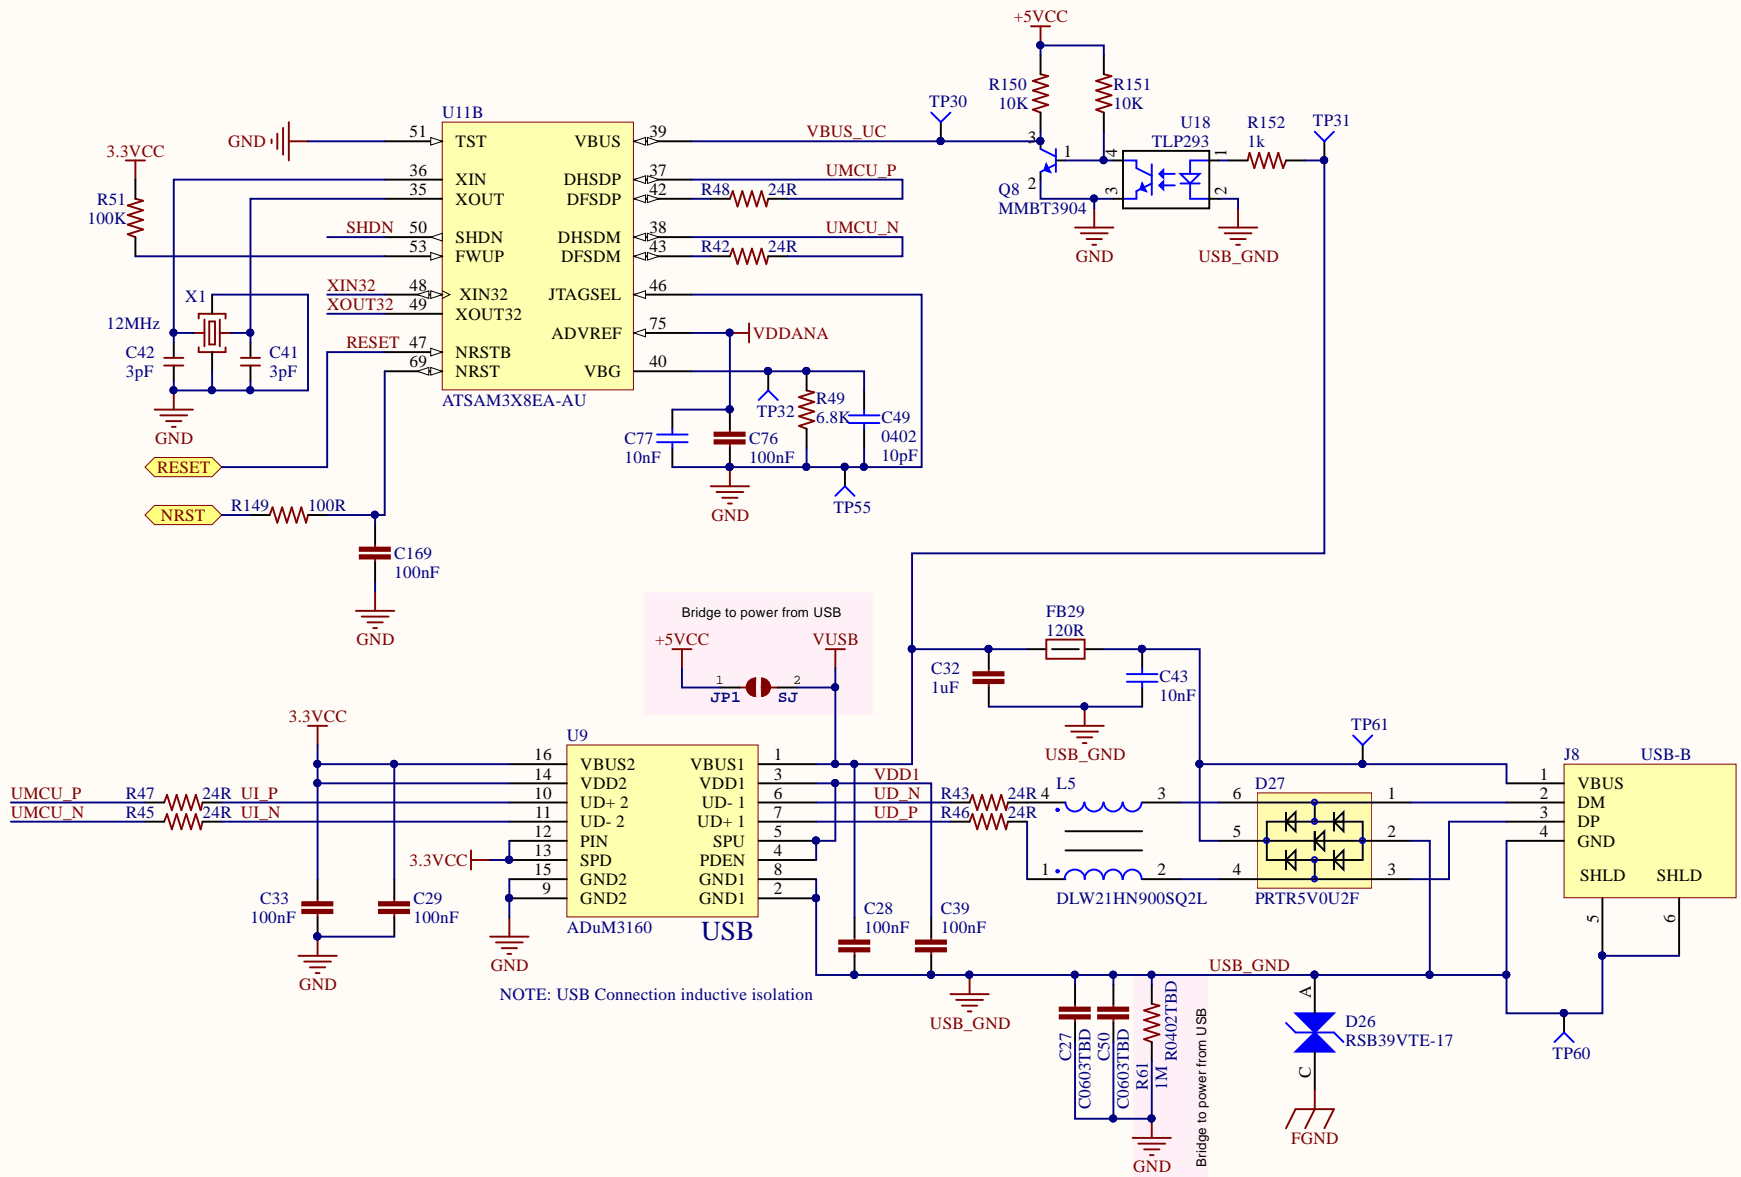 +5VCC
R150
10K
R151
10K
TP30
TP31
U18
TLP293
R152
1k
3
1
2
4
3
1
2
Q8
MMBT3904
GND
USB_GND
U11B
GND
51
TST
VBUS
39
VBUS_UC
3.3VCC
36
XIN
DHSDP
37
UMCU_P
35
XOUT
DFSDP
42
R48
24R
R51
100K
SHDN
50
SHDN
DHSDM
38
UMCU_N
53
FWUP
DFSDM
43
R42
24R
XIN32
48
XIN32
JTAGSEL
46
XOUT32
49
XOUT32
X1
12MHz
ADVREF
75
VDDANA
RESET
47
NRSTB
69
NRST
VBG
40
C42
3pF
C41
3pF
ATSAM3X8EA-AU
GND
TP32
R49
6.8K
C49
0402
10pF
C77
10nF
C76
100nF
GND
TP55
RESET
NRST
R149
100R
C169
100nF
GND
Bridge to power from USB
+5VCC
VUSB
1
2
JP1
SJ
FB29
120R
C32
1uF
C43
10nF
USB_GND
3.3VCC
U9
16
VBUS2
VBUS1
1
14
VDD2
VDD1
3
VDD1
UMCU_P
R47
24R
UI_P
10
UD+ 2
UD- 1
6
UD_N
R43
24R
UMCU_N
R45
24R
UI_N
11
UD- 2
UD+ 1
7
UD_P
R46
24R
12
PIN
SPU
5
3.3VCC
13
SPD
PDEN
4
15
GND2
GND1
8
9
GND2
GND1
2
ADuM3160
USB
C33
100nF
C29
100nF
GND
GND
NOTE: USB Connection inductive isolation
C28
100nF
C39
100nF
L5
4
3
1
2
DLW21HN900SQ2L
D27
6
1
5
2
4
3
PRTR5V0U2F
TP61
J8
USB-B
1
VBUS
2
DM
3
DP
4
GND
SHLD
SHLD
5
6
USB_GND
USB_GND
C27
C0603TBD
C50
C0603TBD
R61
1M
R0402TBD
Bridge to power from USB
GND
A
D26
RSB39VTE-17
C
FGND
TP60